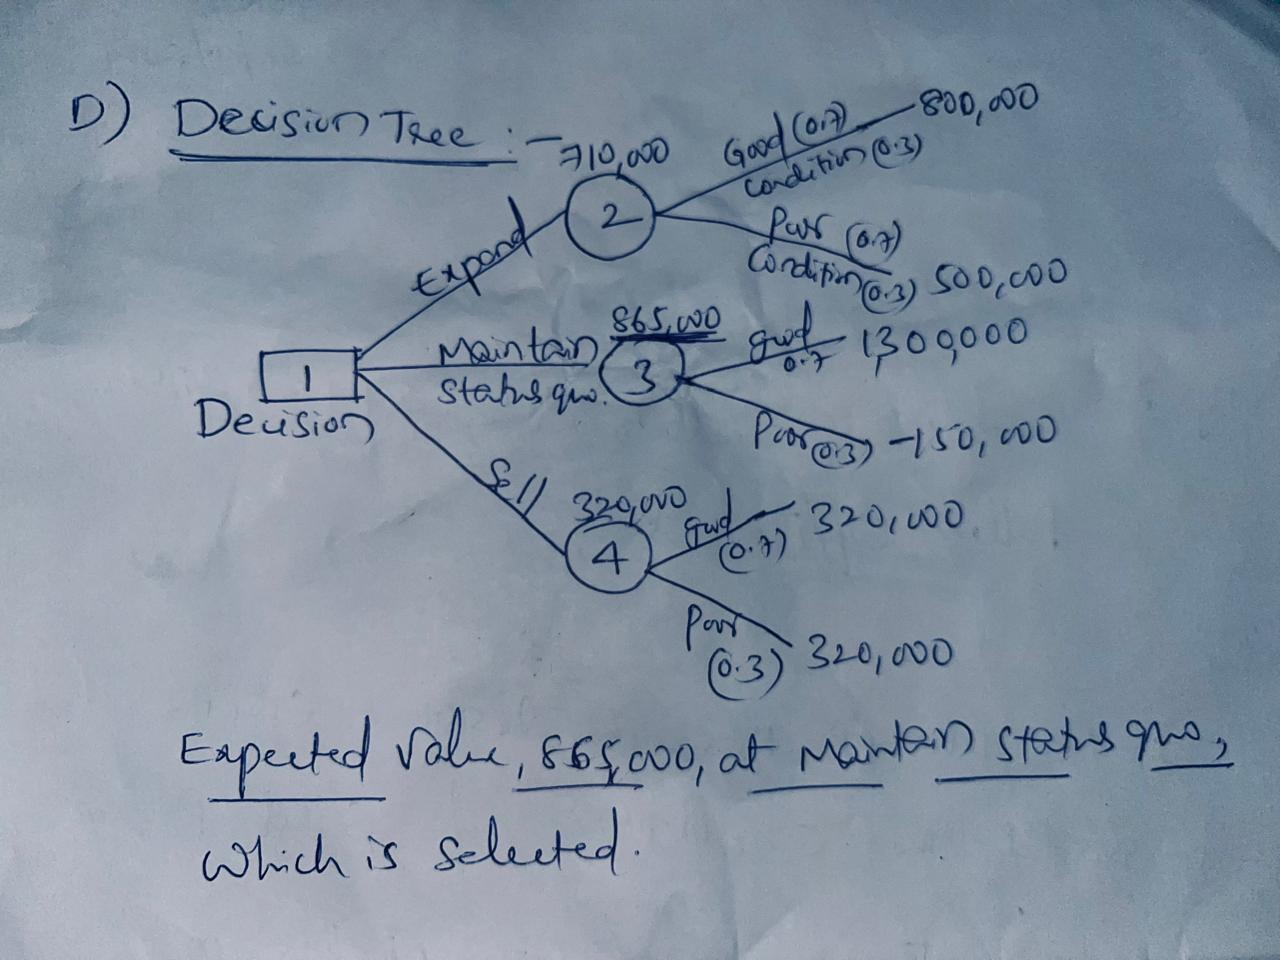 D) Decision Tree :-
710,000
Good (0.7)
800,000
Condition (0.3)
2
Expand
Poor (0.7)
Condition (0.3)
500,000
865,000
Maintain
good
0.7
1,300,000
1
3
status quo.
Decision
Poor (0.3)
-150,000
Sell
320,000
good
(0.7)
320,000
4
Poor
(0.3)
320,000
Expected value, 865,000, at Maintain status quo,
which is selected.